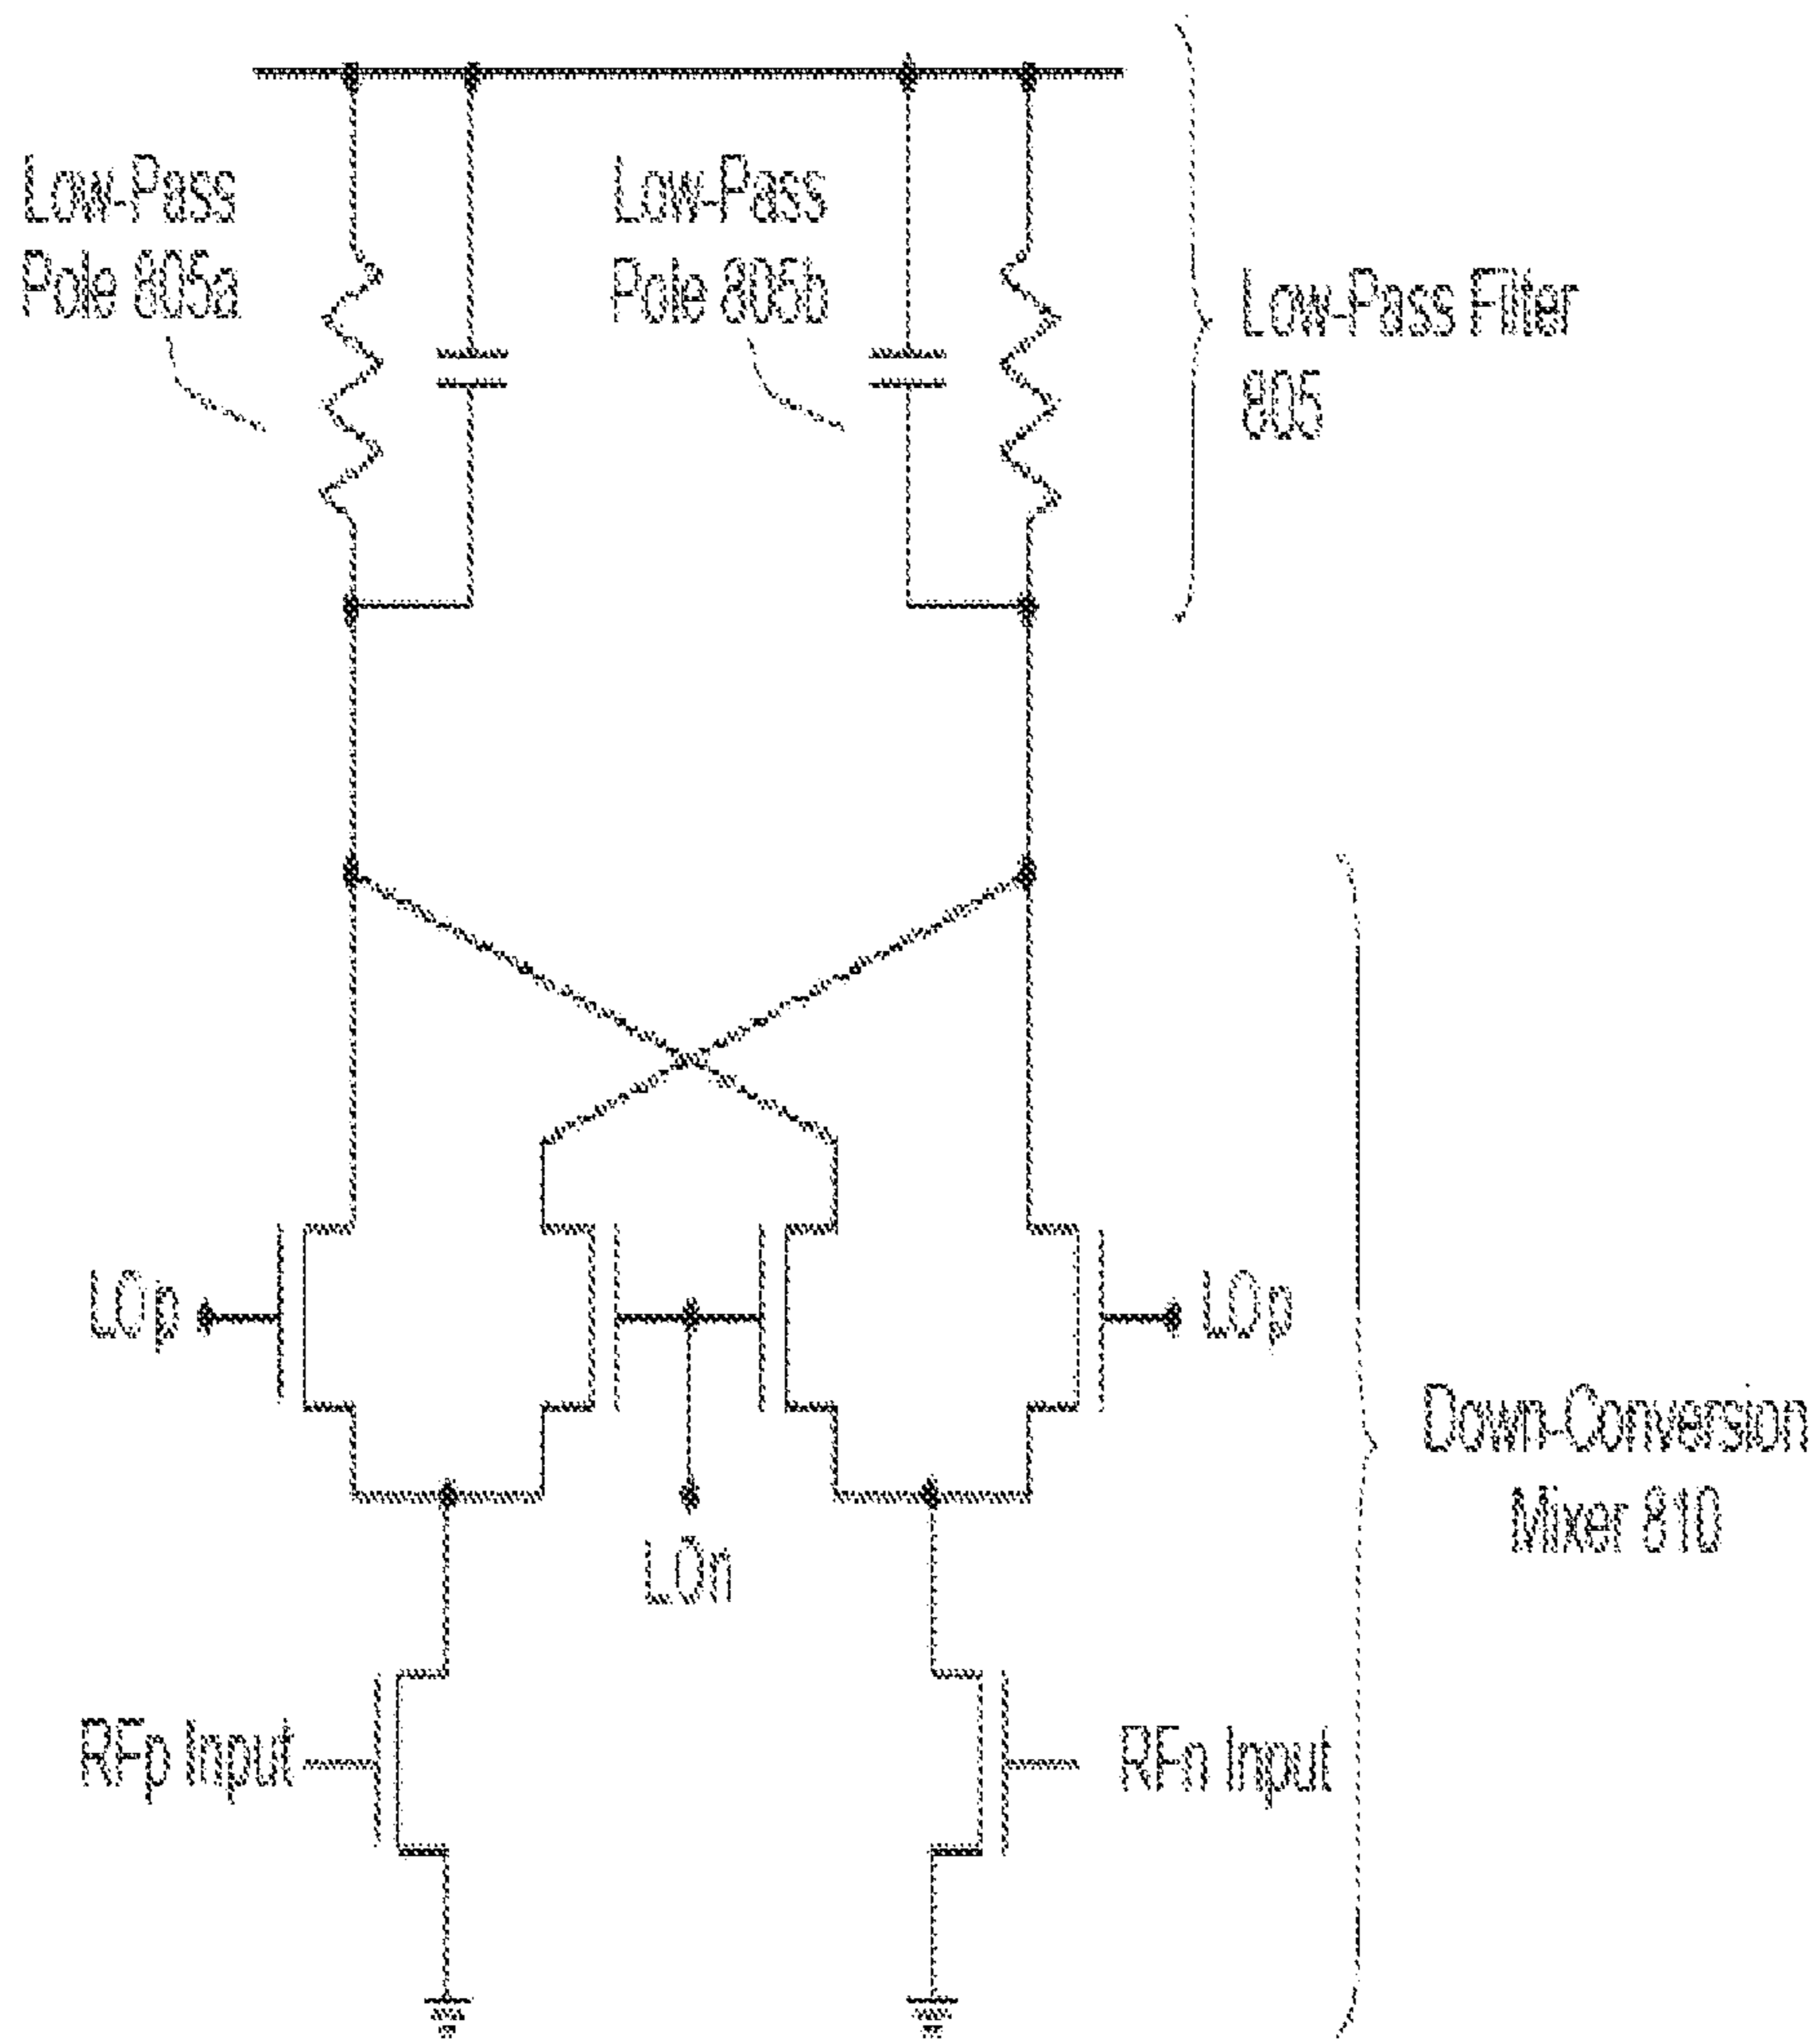 Low-Pass
Pole 805a
Low-Pass
Pole 805b
Low-Pass Filter
805
LOp
LOp
LOn
Down-Conversion
Mixer 810
RFp Input
RFn Input